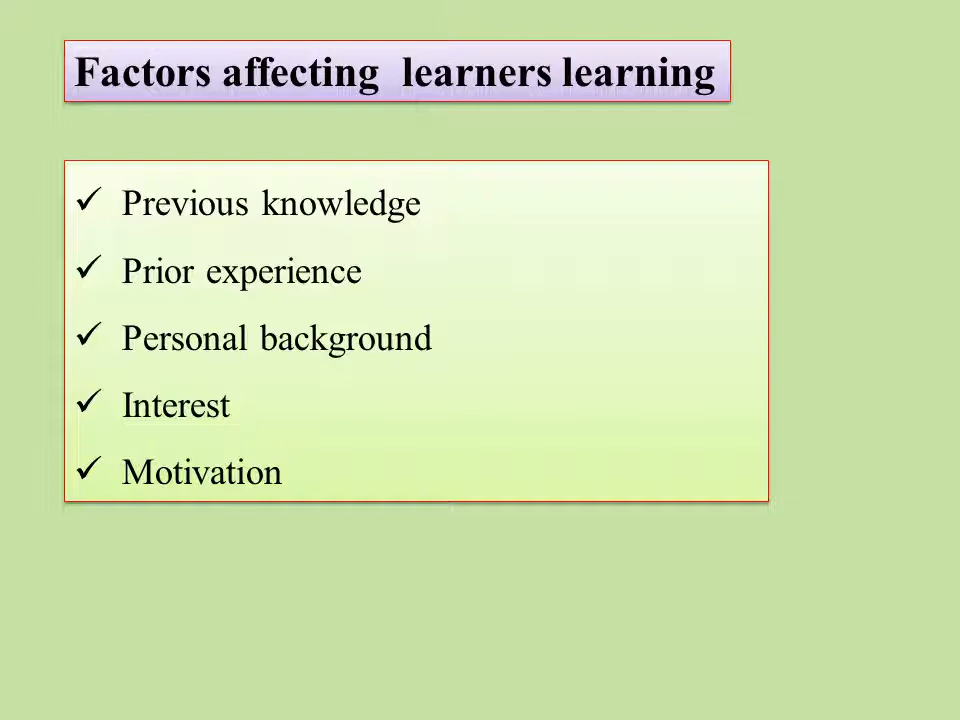 Factors affecting  learners learning
✓ Previous knowledge
✓ Prior experience
✓ Personal background
✓ Interest
✓ Motivation